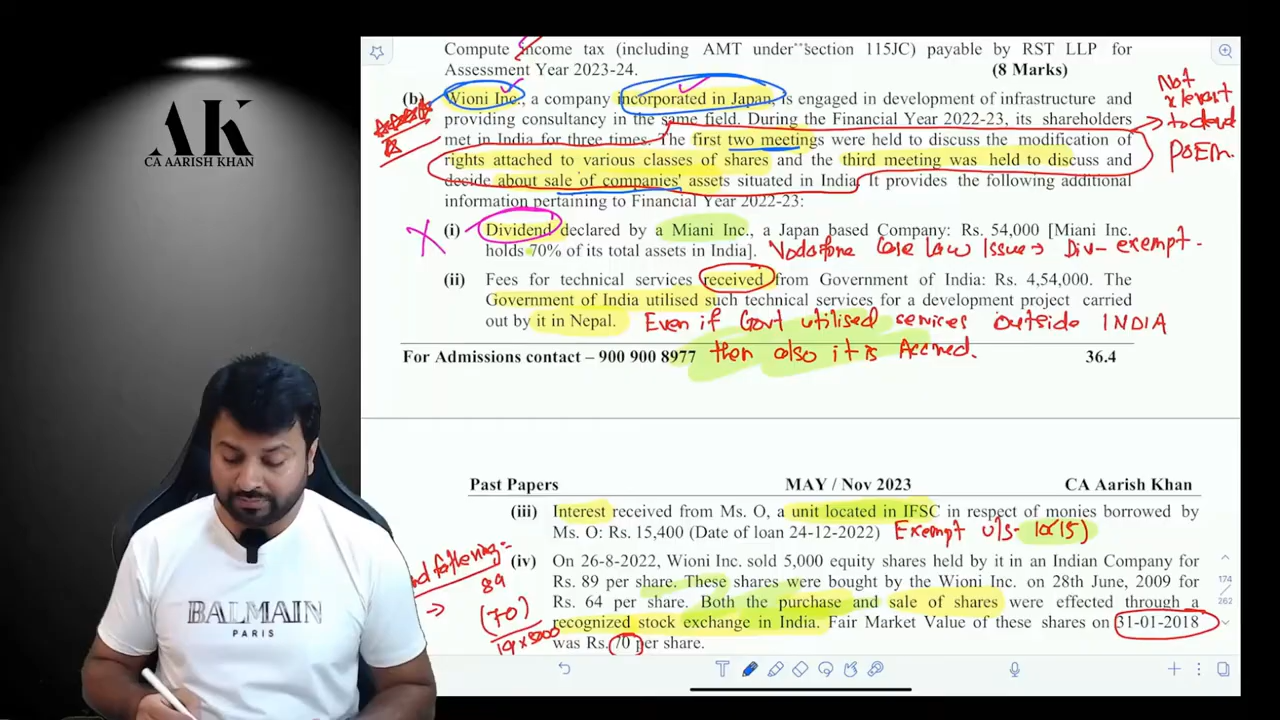 AK
CA AARISH KHAN
BALMAIN
PARIS
Compute income tax (including AMT under section 115JC) payable by RST LLP for
Assessment Year 2023-24. (8 Marks)
(b) Wioni Inc., a company incorporated in Japan, is engaged in development of infrastructure and
providing consultancy in the same field. During the Financial Year 2022-23, its shareholders
met in India for three times. The first two meetings were held to discuss the modification of
rights attached to various classes of shares and the third meeting was held to discuss and
decide about sale of companies' assets situated in India. It provides the following additional
information pertaining to Financial Year 2022-23:
Not
relevant
to
POEM.
(i) Dividend declared by a Miani Inc., a Japan based Company: Rs. 54,000 [Miani Inc.
holds 70% of its total assets in India].
Vodafone Case Law Issue → Div- exempt.
(ii) Fees for technical services received from Government of India: Rs. 4,54,000. The
Government of India utilised such technical services for a development project carried
out by it in Nepal.
Even if Govt utilised services outside INDIA
then also it is Accrued.
For Admissions contact – 900 900 8977 36.4
Past Papers MAY / Nov 2023 CA Aarish Khan
(iii) Interest received from Ms. O, a unit located in IFSC in respect of monies borrowed by
Ms. O: Rs. 15,400 (Date of loan 24-12-2022)
Exempt u/s- 10(15)
(iv) On 26-8-2022, Wioni Inc. sold 5,000 equity shares held by it in an Indian Company for
Rs. 89 per share. These shares were bought by the Wioni Inc. on 28th June, 2009 for
Rs. 64 per share. Both the purchase and sale of shares were effected through a
recognized stock exchange in India. Fair Market Value of these shares on 31-01-2018
was Rs. 70 per share.
89
→ (70)
19 x 5000
174
262